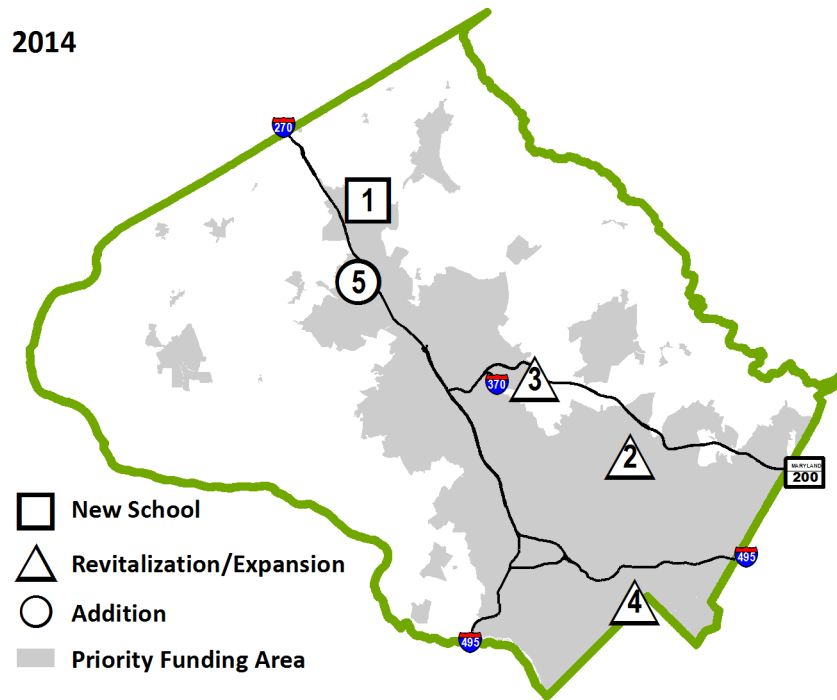 2014
270
1
5
370
3
2
MARYLAND
200
New School
Revitalization/Expansion
495
Addition
4
495
Priority Funding Area